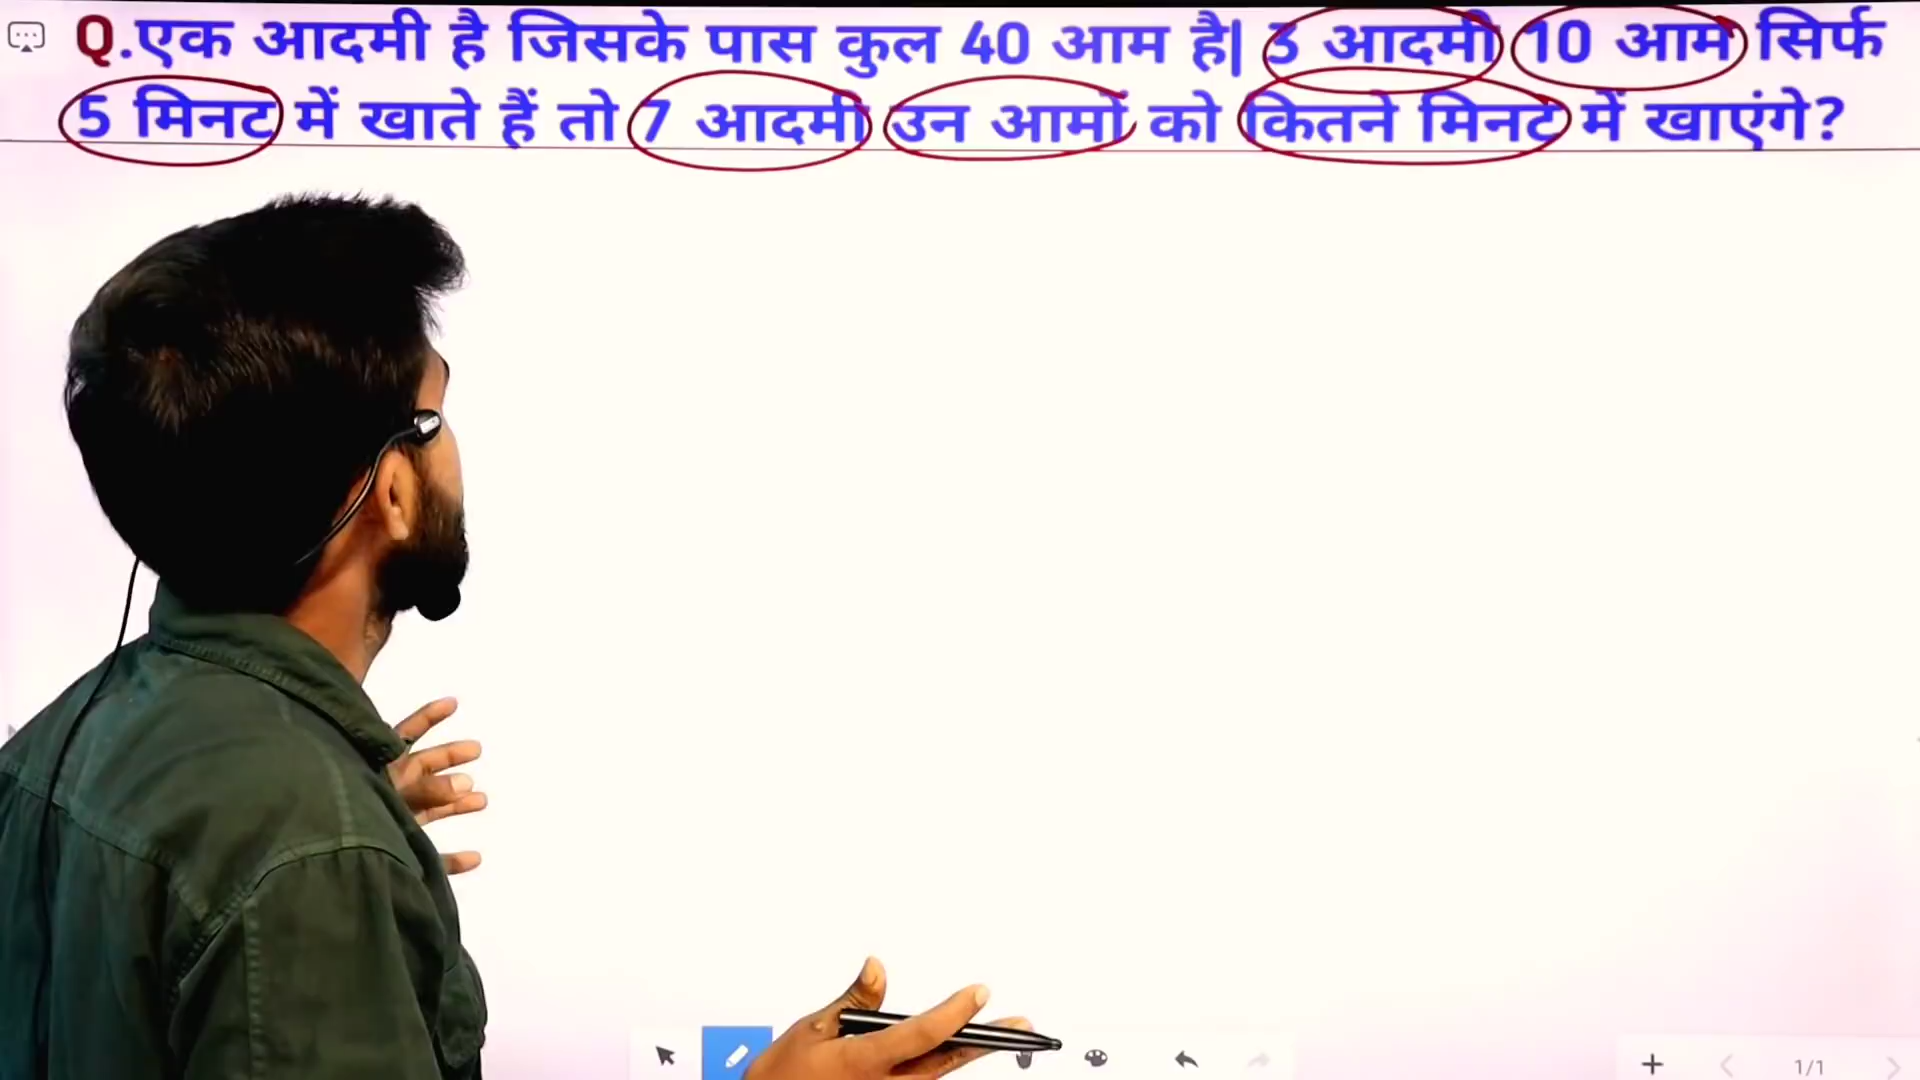 Q.एक आदमी है जिसके पास कुल 40 आम है| 3 आदमी 10 आम सिर्फ
5 मिनट में खाते हैं तो 7 आदमी उन आमों को कितने मिनट में खाएंगे?
1/1